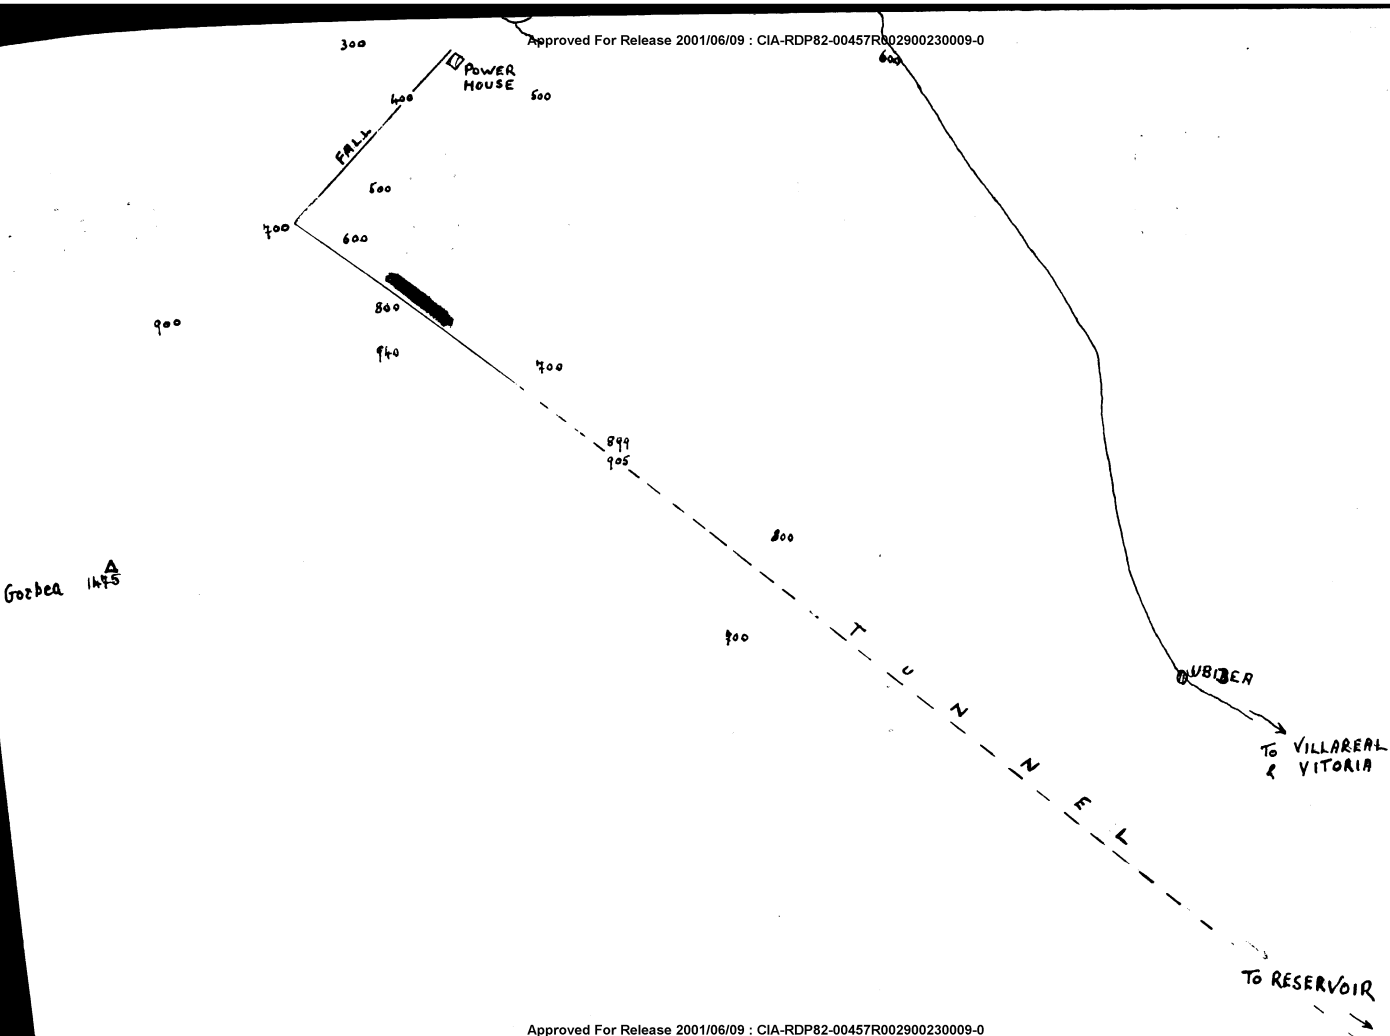 Approved For Release 2001/06/09 : CIA-RDP82-00457R002900230009-0
300
600
POWER
HOUSE
500
400
FALL
500
700
600
900
800
940
700
899
905
800
Gorbea 1475
700
TUNNEL
TO VILLAREAL
& VITORIA
TO RESERVOIR
Approved For Release 2001/06/09 : CIA-RDP82-00457R002900230009-0